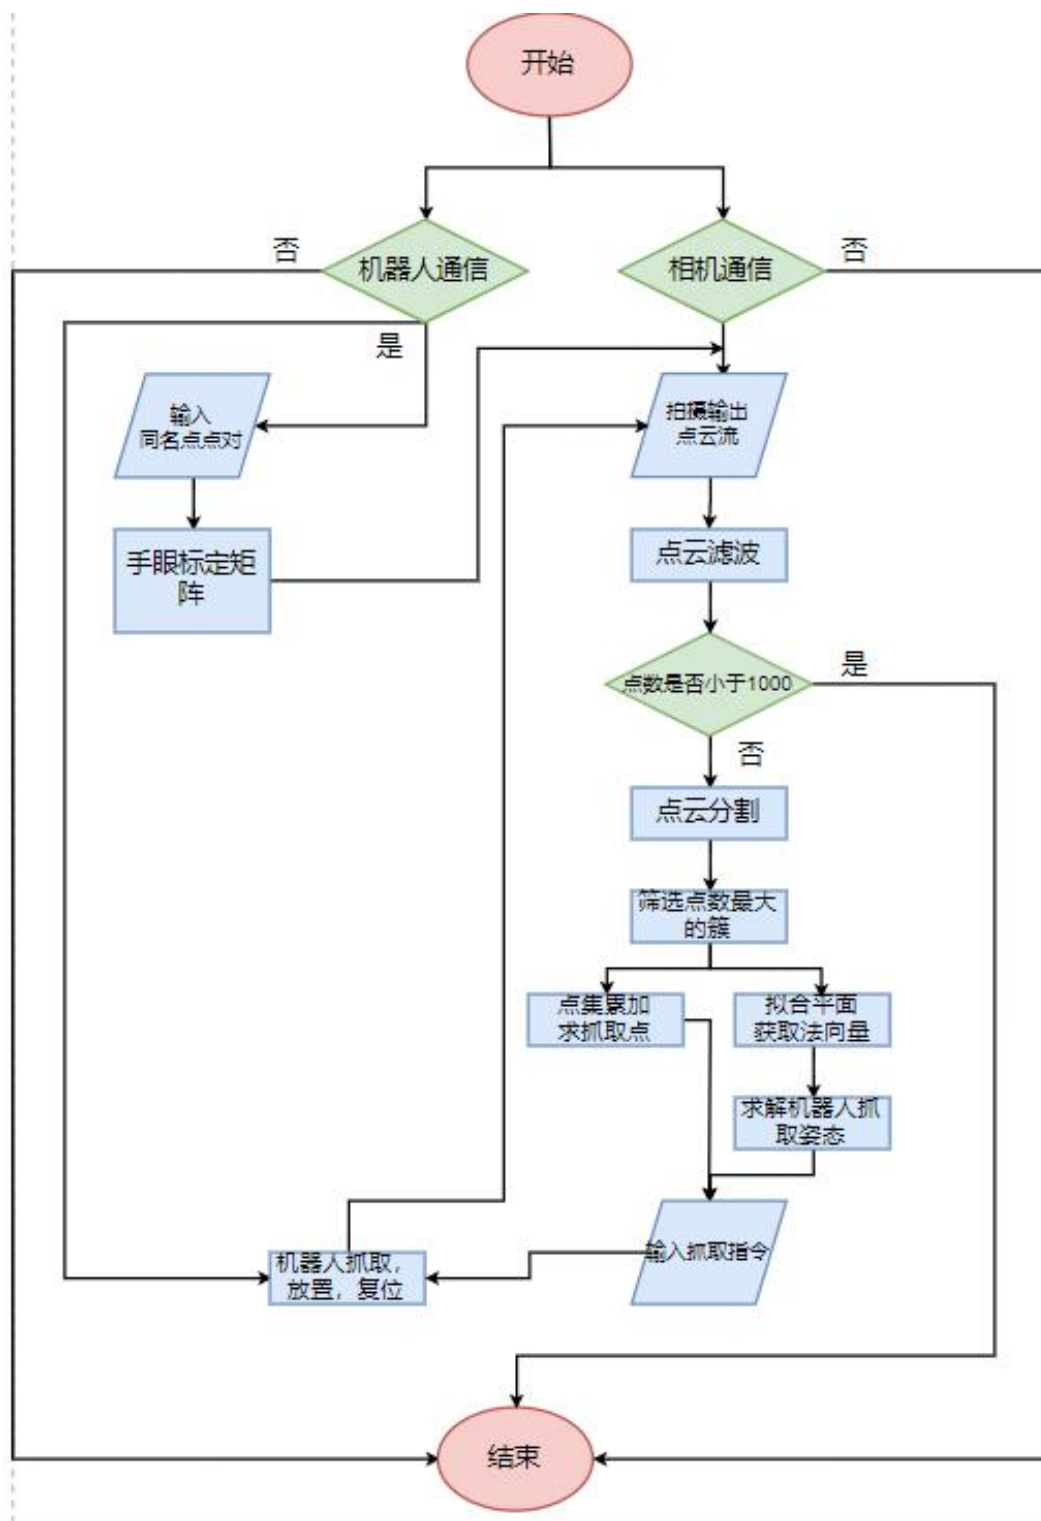 开始
否
机器人通信
相机通信
否
是
输入
同名点点对
拍摄输出
点云流
手眼标定矩
阵
点云滤波
点数是否小于1000
是
否
点云分割
筛选点数最大
的簇
点集累加
求抓取点
拟合平面
获取法向量
求解机器人抓
取姿态
机器人抓取，
放置，复位
输入抓取指令
结束